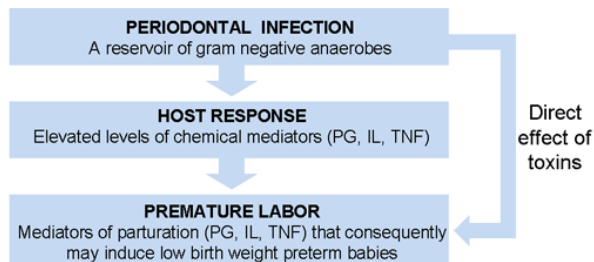 PERIODONTAL INFECTION
A reservoir of gram negative anaerobes
HOST RESPONSE
Elevated levels of chemical mediators (PG, IL, TNF)
Direct
effect of
toxins
PREMATURE LABOR
Mediators of parturation (PG, IL, TNF) that consequently
may induce low birth weight preterm babies